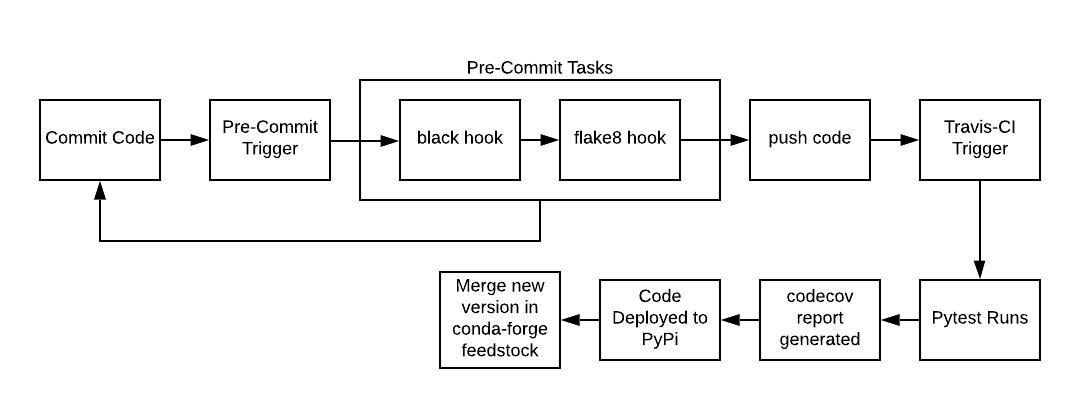 Pre-Commit Tasks
Commit Code
Pre-Commit
Trigger
black hook
flake8 hook
push code
Travis-CI
Trigger
Merge new
version in
conda-forge
feedstock
Code
Deployed to
PyPi
codecov
report
generated
Pytest Runs